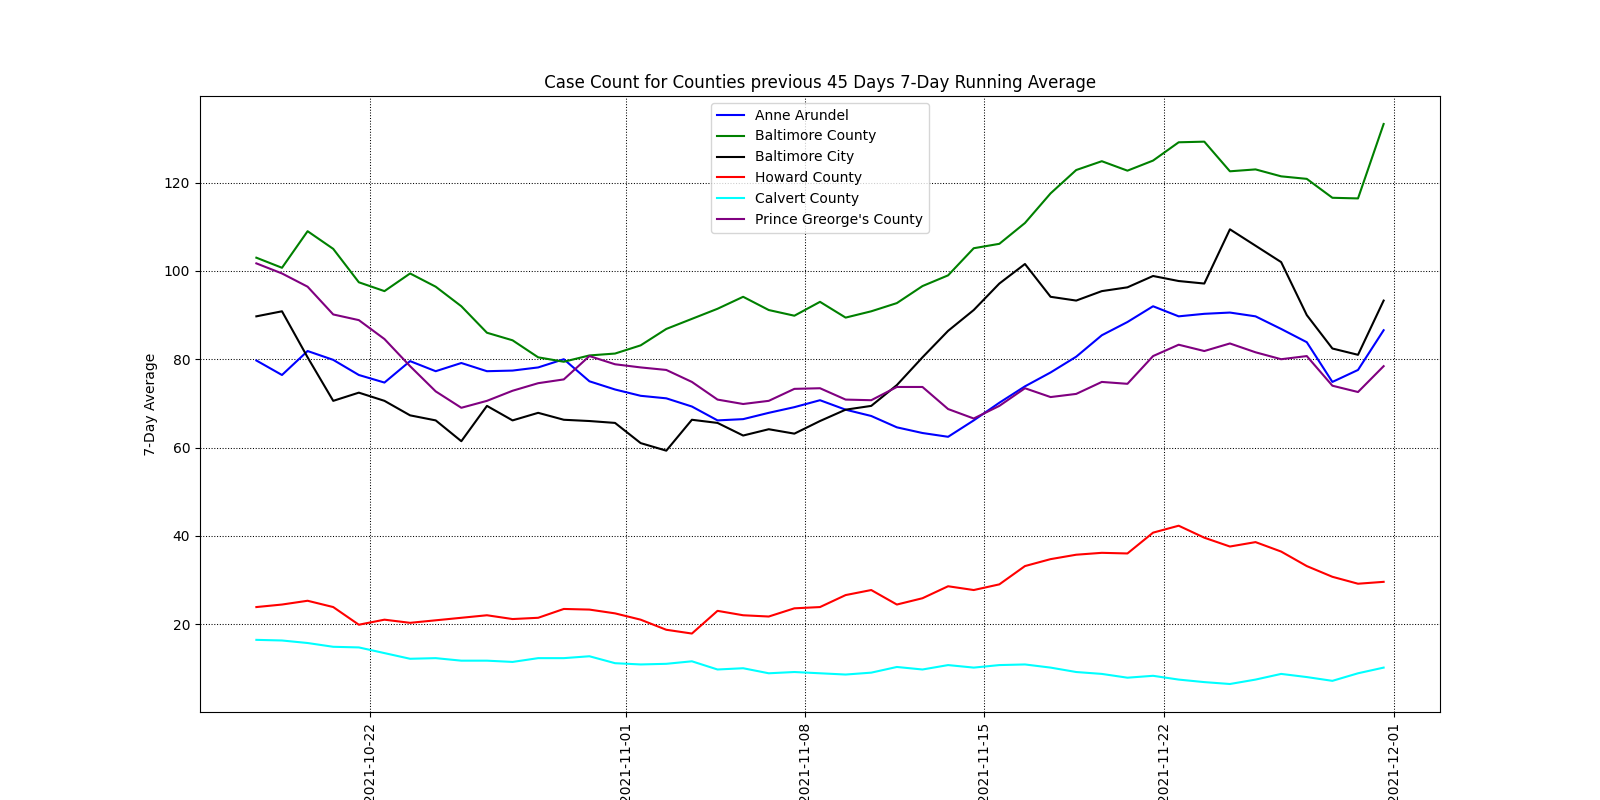 Case Count for Counties previous 45 Days 7-Day Running Average
Anne Arundel
Baltimore County
Baltimore City
Howard County
Calvert County
Prince Greorge's County
7-Day Average
120
100
80
60
40
20
2021-10-22
2021-11-01
2021-11-08
2021-11-15
2021-11-22
2021-12-01